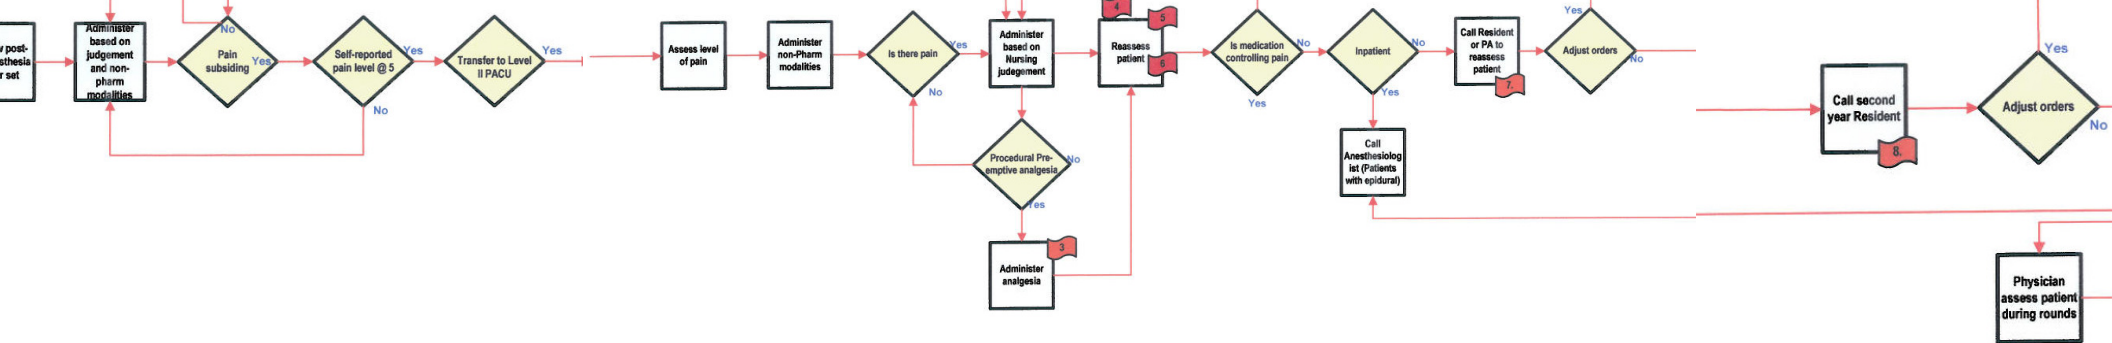 w post-
sthesia
r set
Administer
based on
judgement
and non-
pharm
modalities
No
Pain
subsiding
Yes
Self-reported
pain level @ 5
Yes
No
Transfer to Level
II PACU
Yes
Assess level
of pain
Administer
non-Pharm
modalities
Is there pain
Yes
No
Administer
based on
Nursing
judegement
Procedural Pre-
emptive analgesia
No
Yes
Administer
analgesia
3
4
5
Reassess
patient
6
Is medication
controlling pain
No
Yes
Inpatient
No
Yes
Call
Anesthesiolog
ist (Patients
with epidural)
Call Resident
or PA to
reassess
patient
7.
Yes
Adjust orders
No
Call second
year Resident
8.
Yes
Adjust orders
No
Physician
assess patient
during rounds